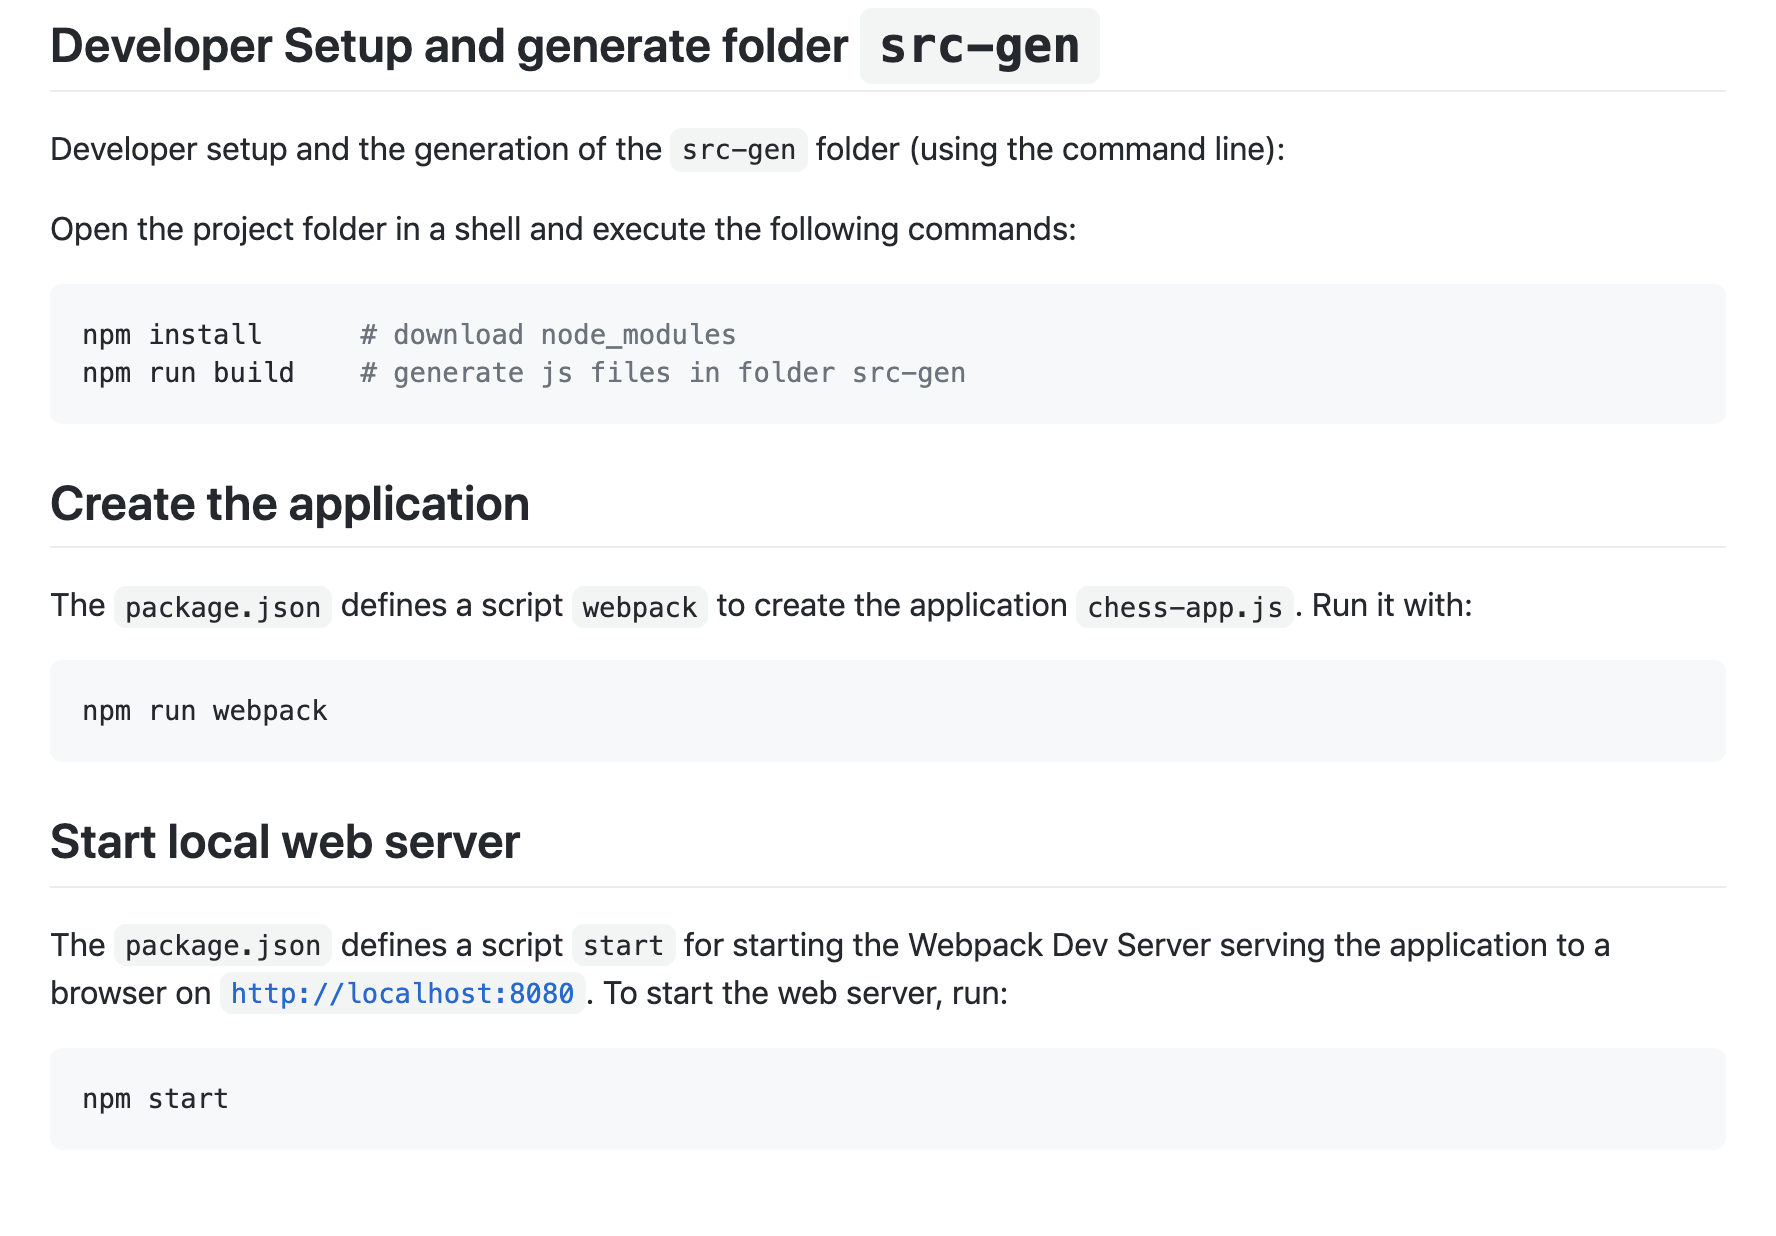 Developer Setup and generate folder src-gen
Developer setup and the generation of the src-gen folder (using the command line):
Open the project folder in a shell and execute the following commands:
npm install      # download node_modules
npm run build    # generate js files in folder src-gen
Create the application
The package.json defines a script webpack to create the application chess-app.js. Run it with:
npm run webpack
Start local web server
The package.json defines a script start for starting the Webpack Dev Server serving the application to a
browser on http://localhost:8080. To start the web server, run:
npm start